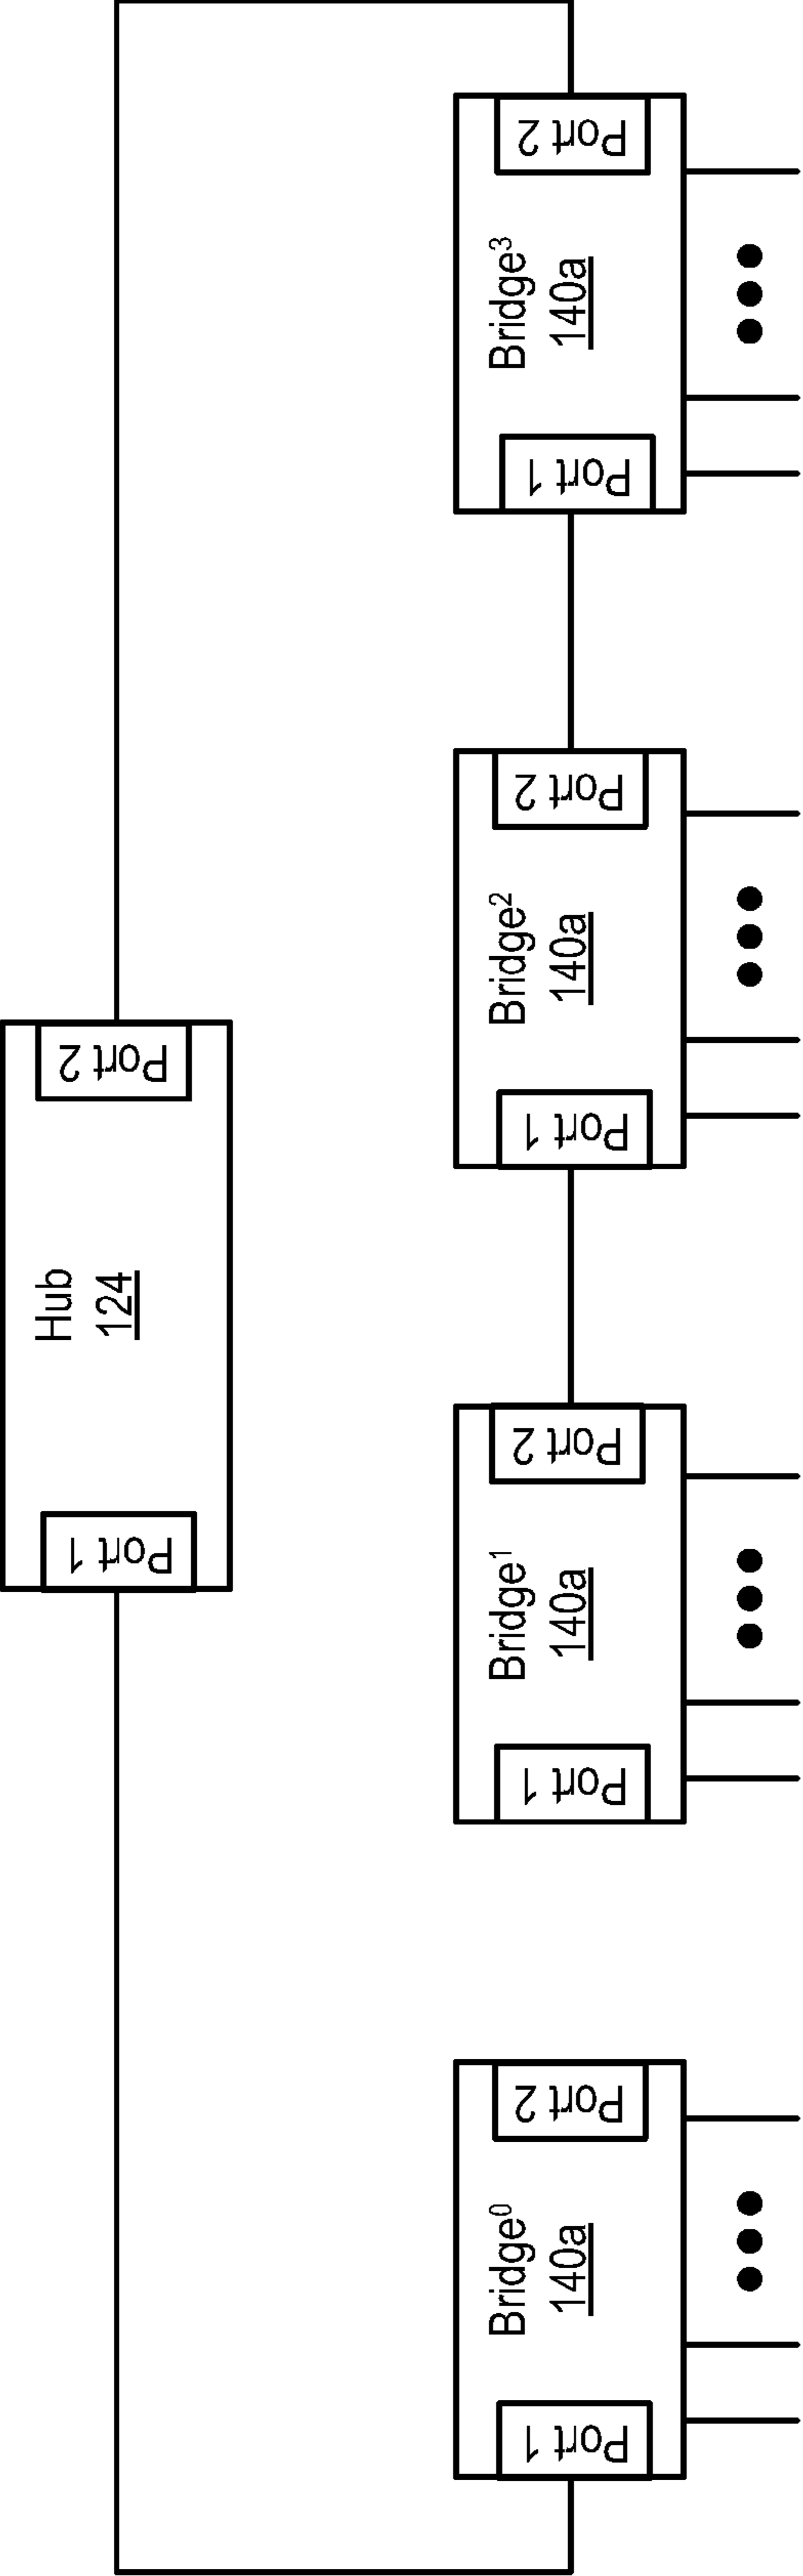 Hub
124
Port 1
Port 2
Bridge⁰
140a
Port 1
Port 2
Bridge¹
140a
Port 1
Port 2
Bridge²
140a
Port 1
Port 2
Bridge³
140a
Port 1
Port 2